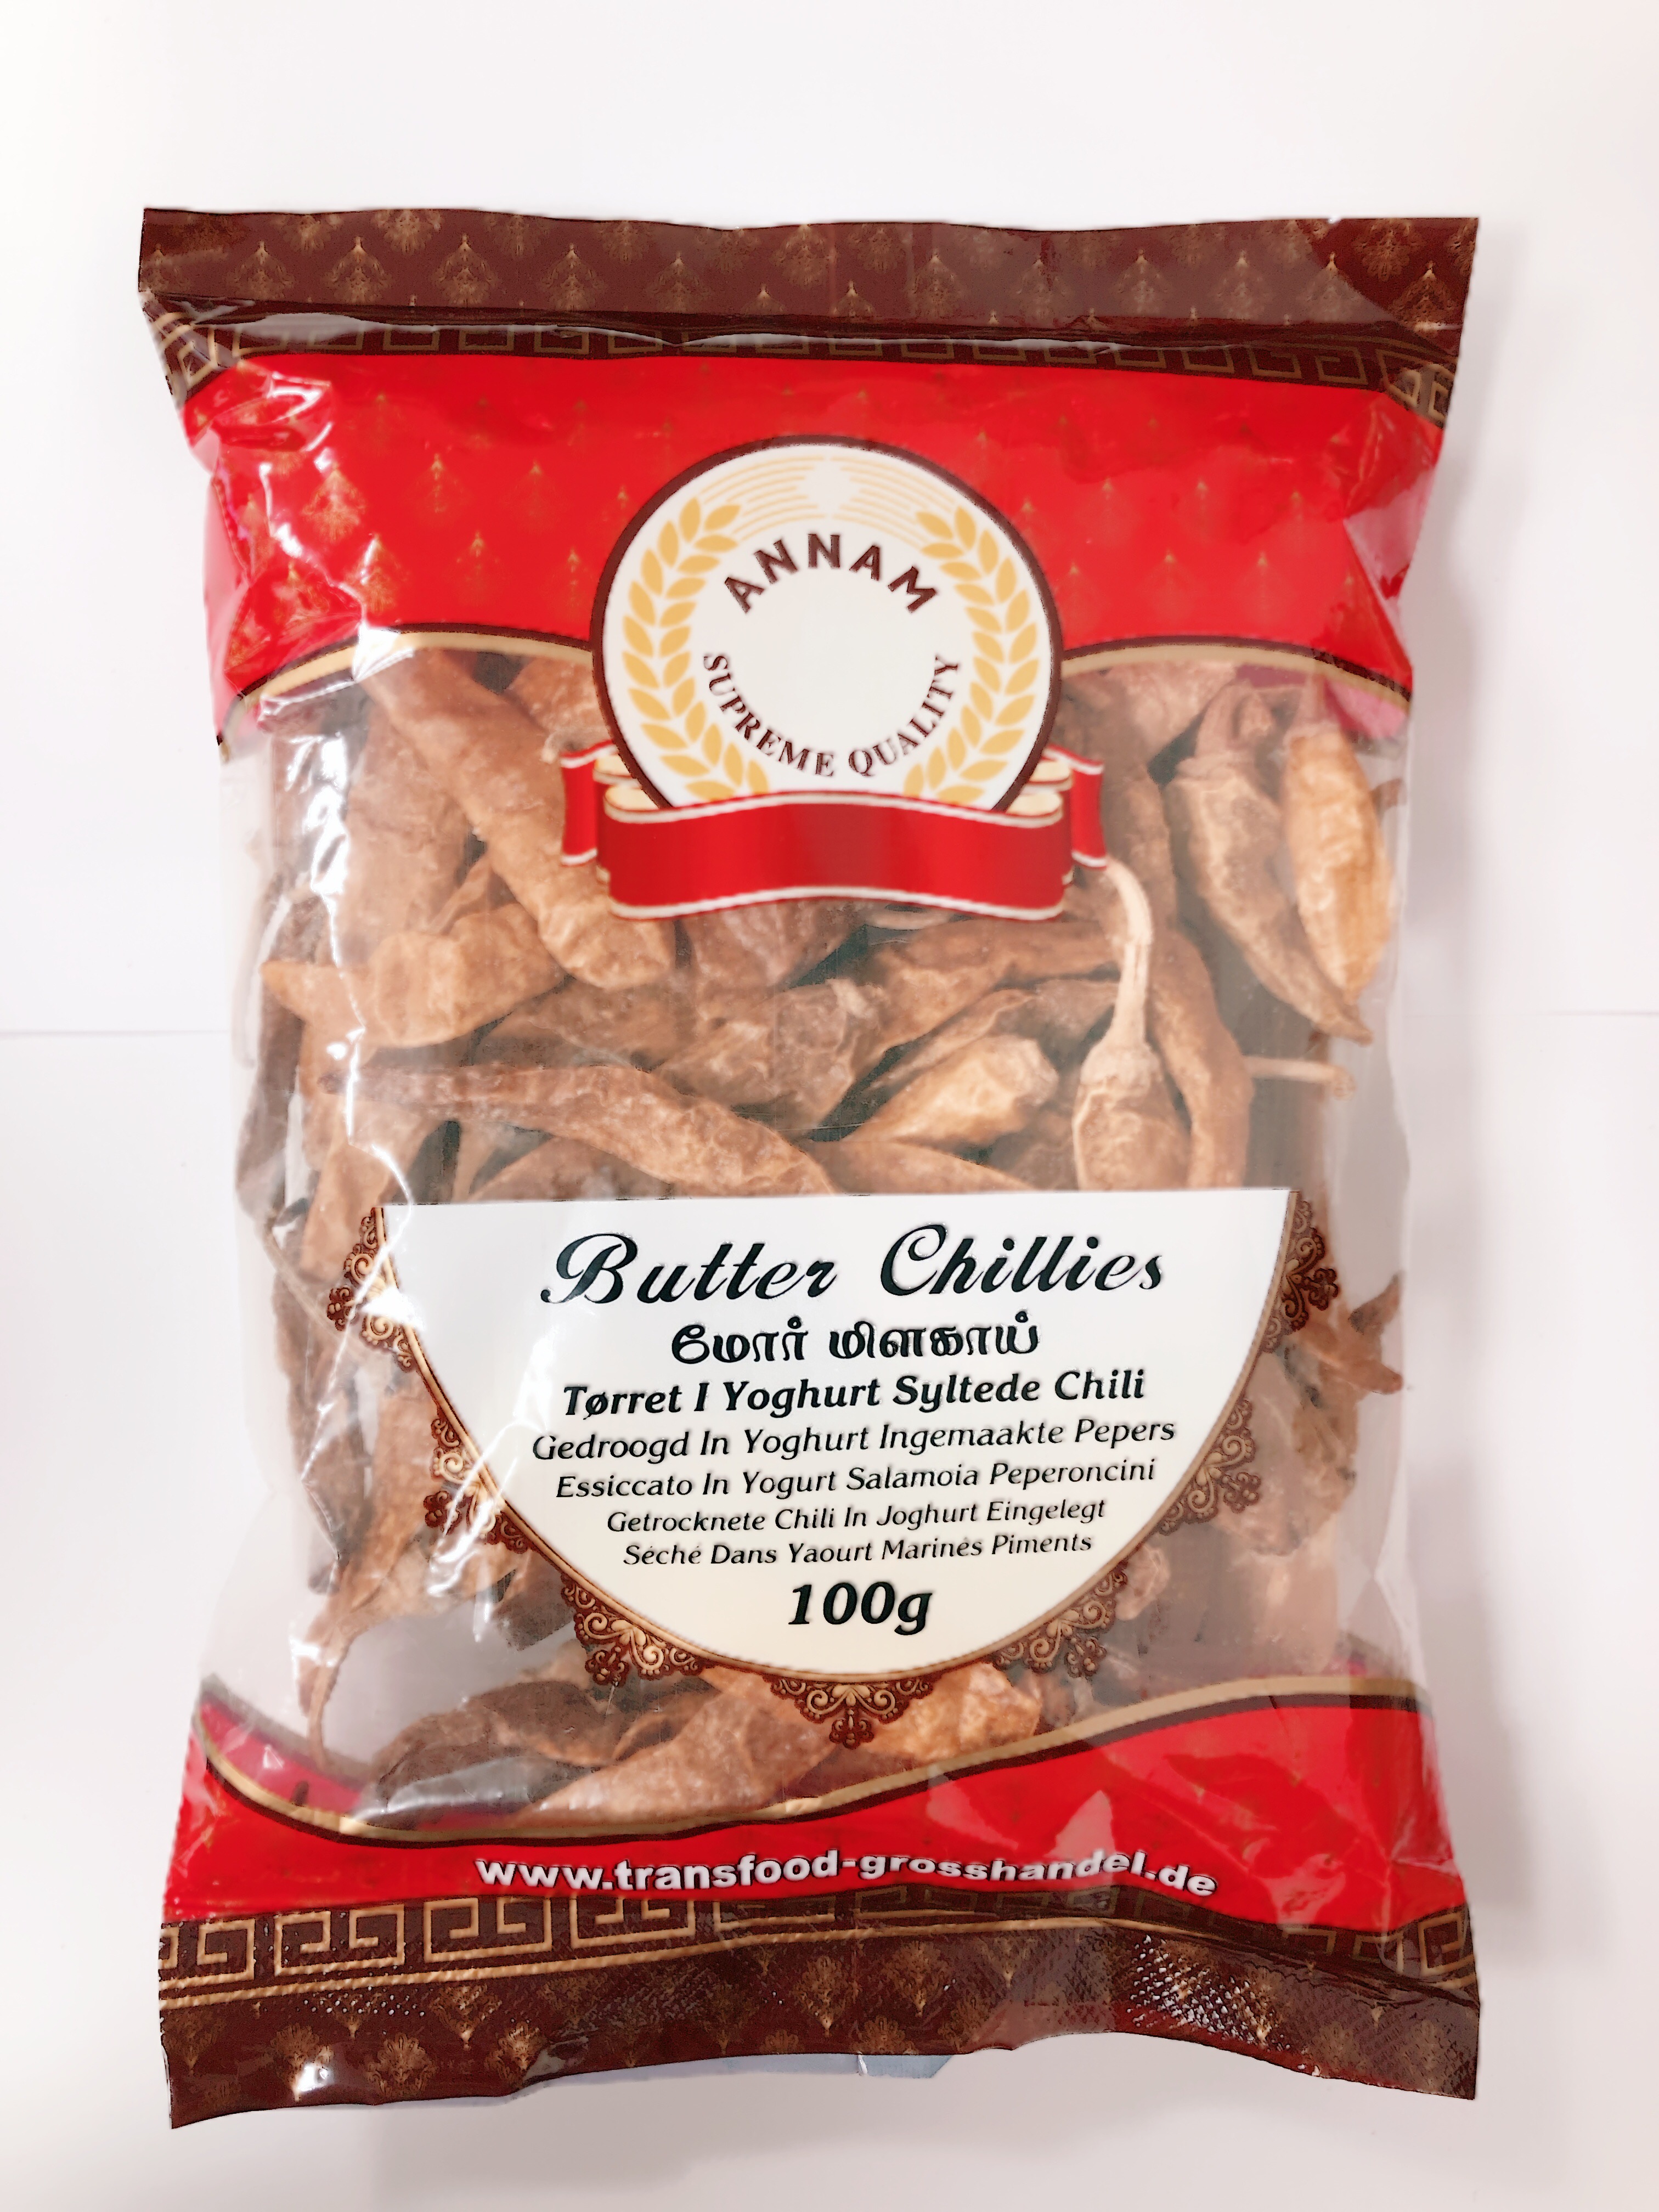 ANNAM
SUPREME QUALITY
Butter Chillies
மோர் மிளகாய்
Tørret I Yoghurt Syltede Chili
Gedroogd In Yoghurt Ingemaakte Pepers
Essiccato In Yogurt Salamoia Peperoncini
Getrocknete Chili In Joghurt Eingelegt
Séché Dans Yaourt Marinés Piments
100g
www.transfood-grosshandel.de